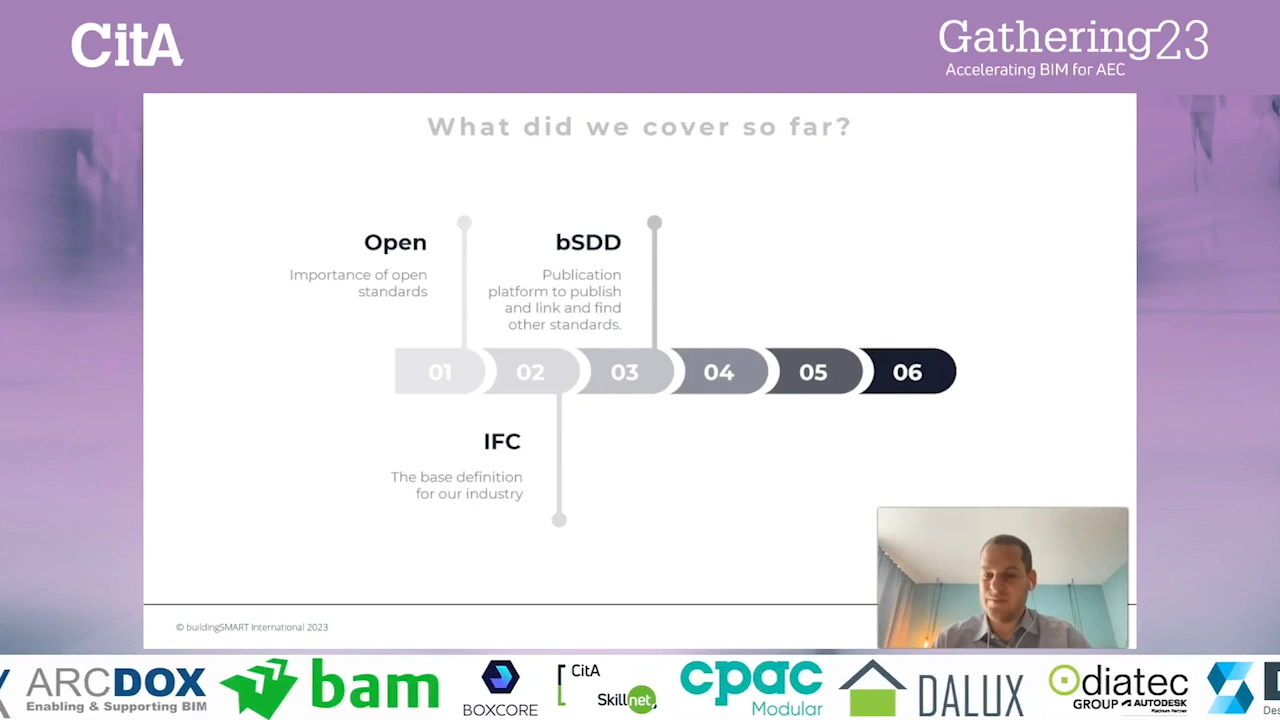 CitA
Gathering23
Accelerating BIM for AEC
What did we cover so far?
Open
Importance of open
standards
bSDD
Publication
platform to publish
and link and find
other standards.
01 02 03 04 05 06
IFC
The base definition
for our industry
© buildingSMART International 2023
ARCDOX
Enabling & Supporting BIM
bam
BOXCORE
CitA
Skillnet
cpac
Modular
DALUX
diatec
GROUP AUTODESK
Platinum Partner